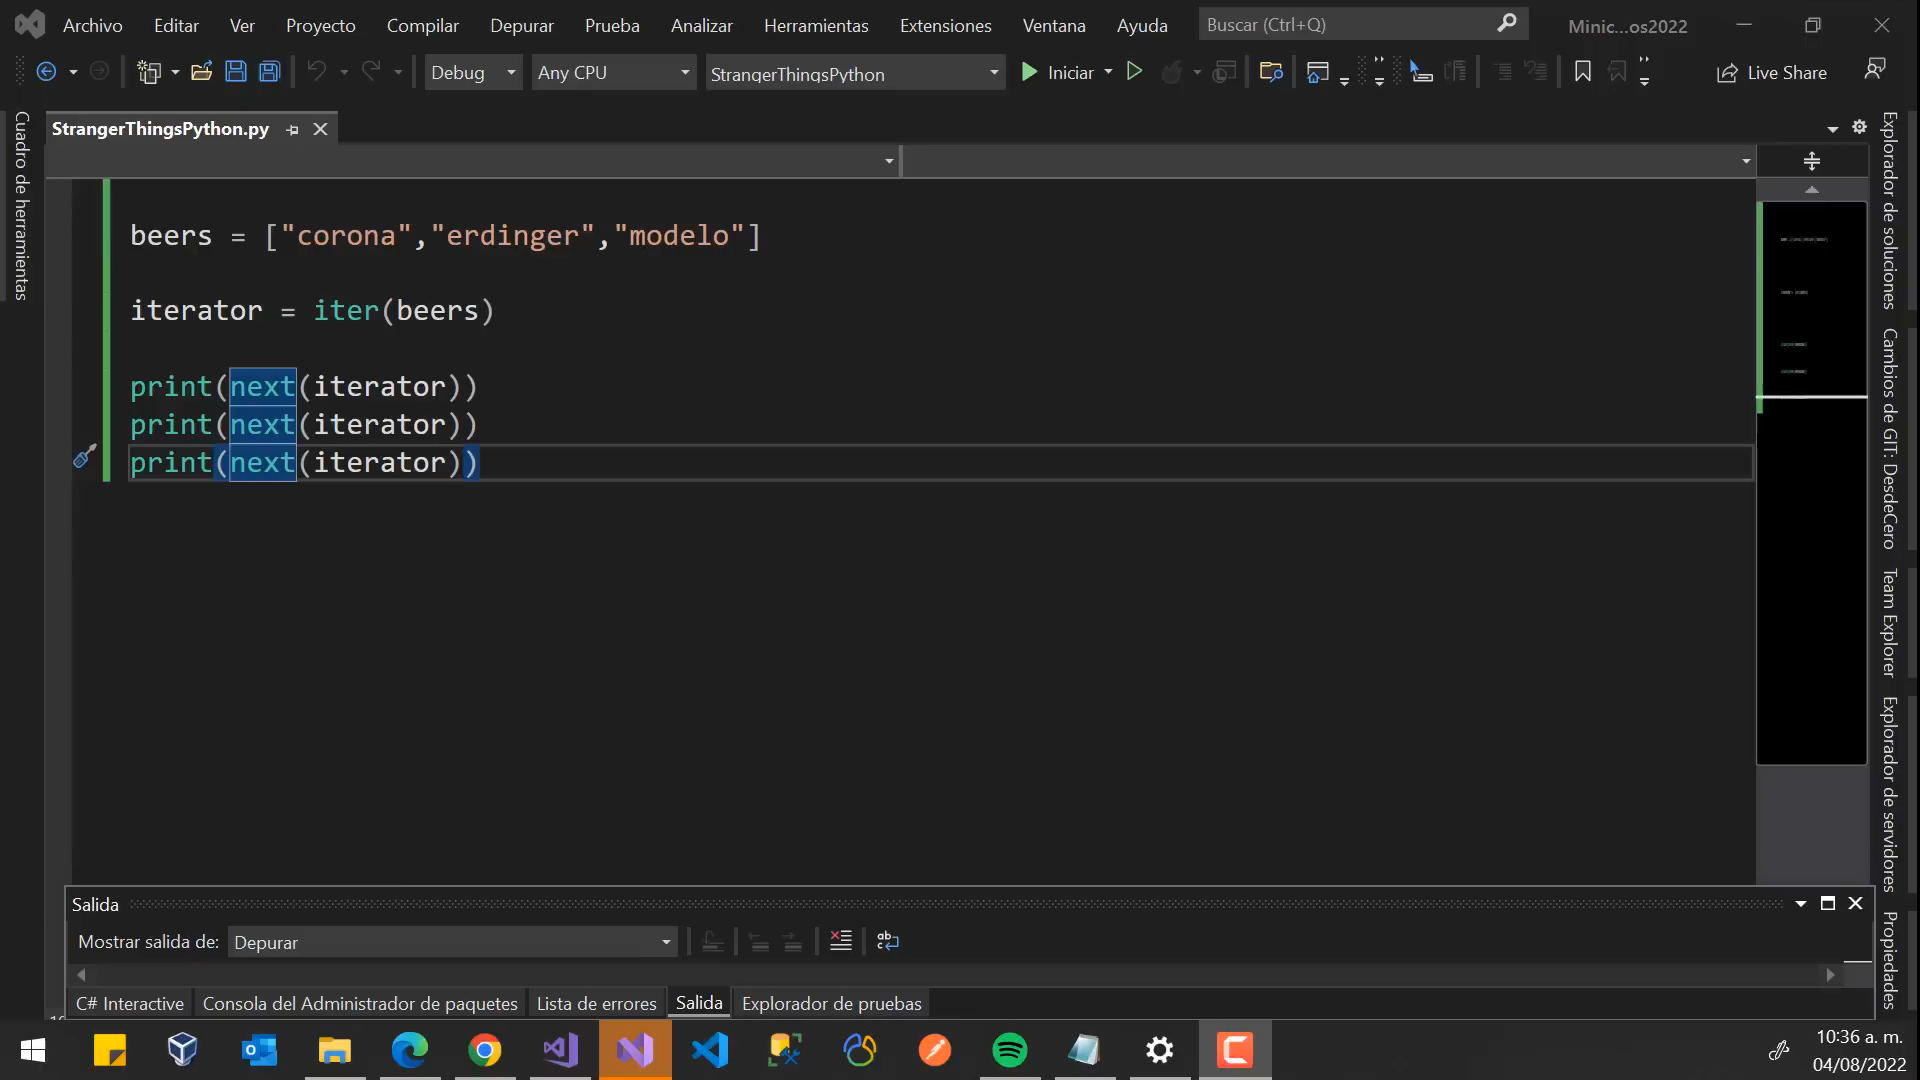 Archivo Editar Ver Proyecto Compilar Depurar Prueba Analizar Herramientas Extensiones Ventana Ayuda Buscar (Ctrl+Q) Minic...os2022
Debug Any CPU StrangerThingsPython Iniciar Live Share
Cuadro de herramientas
StrangerThingsPython.py
beers = ["corona","erdinger","modelo"]
iterator = iter(beers)
print(next(iterator))
print(next(iterator))
print(next(iterator))
Explorador de soluciones
Cambios de GIT: DesdeCero
Team Explorer
Explorador de servidores
Propiedades
Salida
Mostrar salida de: Depurar
C# Interactive Consola del Administrador de paquetes Lista de errores Salida Explorador de pruebas
10:36 a. m.
04/08/2022